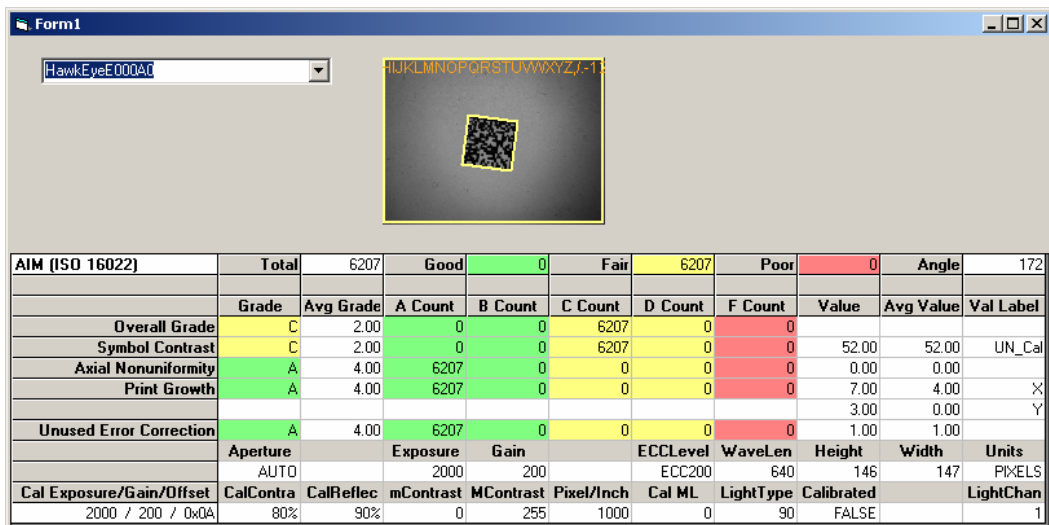 Form1
HawkEyeE000A0
HIJKLMNOPQRSTUVWXYZ,/.-1
AIM (ISO 16022) Total 6207 Good 0 Fair 6207 Poor 0 Angle 172
Grade Avg Grade A Count B Count C Count D Count F Count Value Avg Value Val Label
Overall Grade C 2.00 0 0 6207 0 0
Symbol Contrast C 2.00 0 0 6207 0 0 52.00 52.00 UN_Cal
Axial Nonuniformity A 4.00 6207 0 0 0 0 0.00 0.00
Print Growth A 4.00 6207 0 0 0 0 7.00 4.00 X
3.00 0.00 Y
Unused Error Correction A 4.00 6207 0 0 0 0 1.00 1.00
Aperture Exposure Gain ECCLevel WaveLen Height Width Units
AUTO 2000 200 ECC200 640 146 147 PIXELS
Cal Exposure/Gain/Offset CalContra CalReflec mContrast MContrast Pixel/Inch Cal ML LightType Calibrated LightChan
2000 / 200 / 0x0A 80% 90% 0 255 1000 0 90 FALSE 1